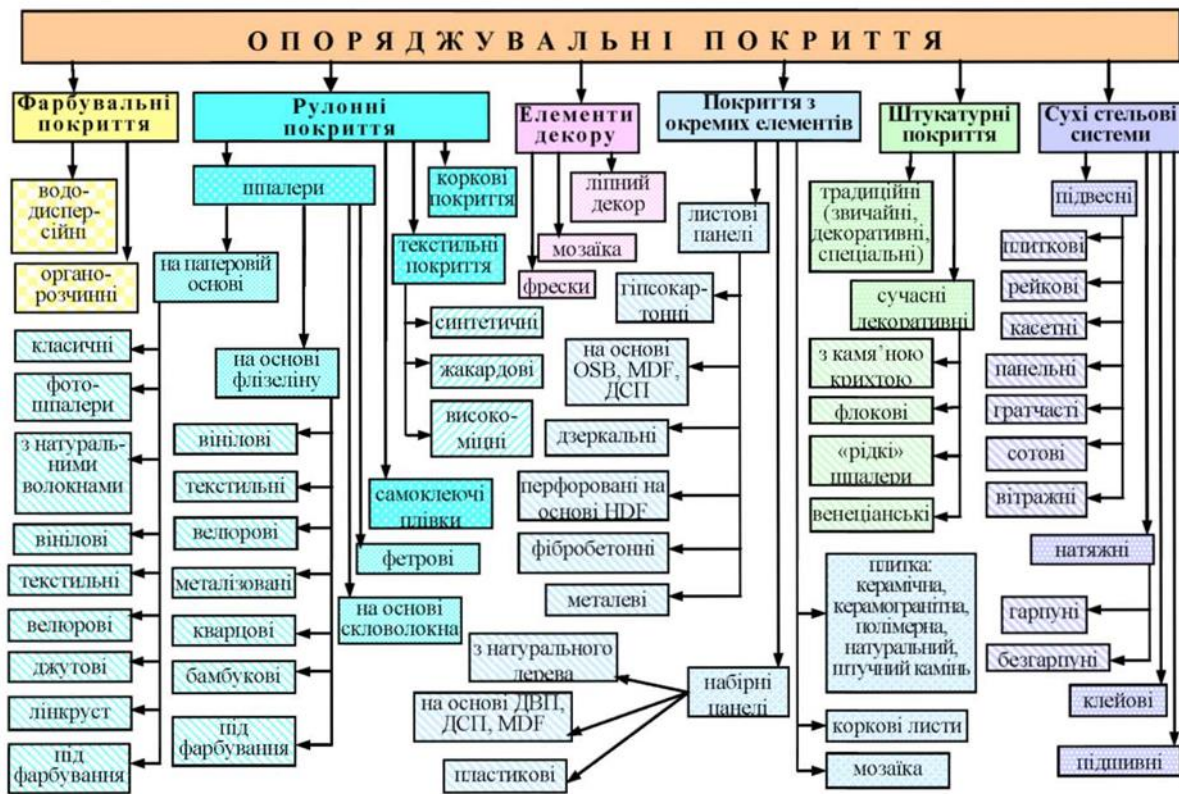 ОПОРЯДЖУВАЛЬНІ ПОКРИТТЯ
Фарбувальні
покриття
водо-
диспер-
сійні
органо-
розчинні
Рулонні
покриття
шпалери
на паперовій
основі
класичні
фото-
шпалери
з натураль-
ними
волокнами
вінілові
текстильні
велюрові
джутові
лінкруст
під
фарбування
на основі
флізеліну
вінілові
текстильні
велюрові
металізовані
кварцові
бамбукові
під
фарбування
на основі
скловолокна
фетрові
самоклеючі
плівки
текстильні
покриття
синтетичні
жакардові
високо-
міцні
коркові
покриття
Елементи
декору
ліпний
декор
мозаїка
фрески
Покриття з
окремих елементів
листові
панелі
гіпсокар-
тонні
на основі
OSB, MDF,
ДСП
дзеркальні
перфоровані на
основі HDF
фібробетонні
металеві
набірні
панелі
з натурального
дерева
на основі ДВП,
ДСП, MDF
пластикові
плитка:
керамічна,
керамогранітна,
полімерна,
натуральний,
штучний камінь
коркові листи
мозаїка
Штукатурні
покриття
традиційні
(звичайні,
декоративні,
спеціальні)
сучасні
декоративні
з камя’ною
крихтою
флокові
«рідкі»
шпалери
венеціанські
Сухі стельові
системи
підвесні
плиткові
рейкові
касетні
панельні
гратчасті
сотові
вітражні
натяжні
гарпуні
безгарпуні
клейові
підшивні